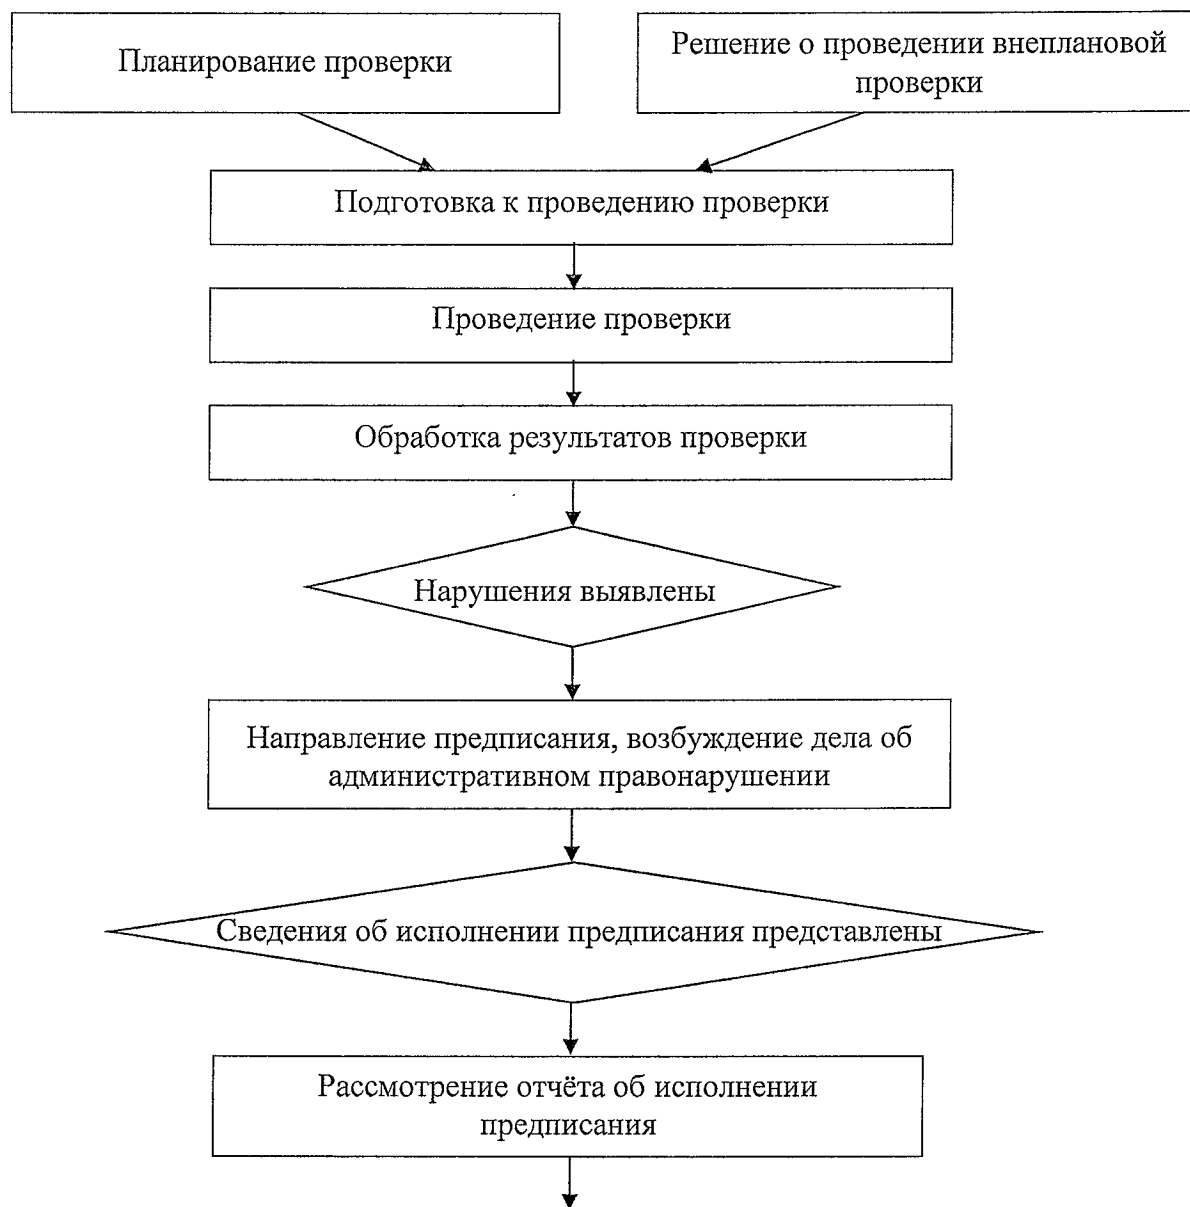 Планирование проверки
Решение о проведении внеплановой
проверки
Подготовка к проведению проверки
Проведение проверки
Обработка результатов проверки
Нарушения выявлены
Направление предписания, возбуждение дела об
административном правонарушении
Сведения об исполнении предписания представлены
Рассмотрение отчёта об исполнении
предписания